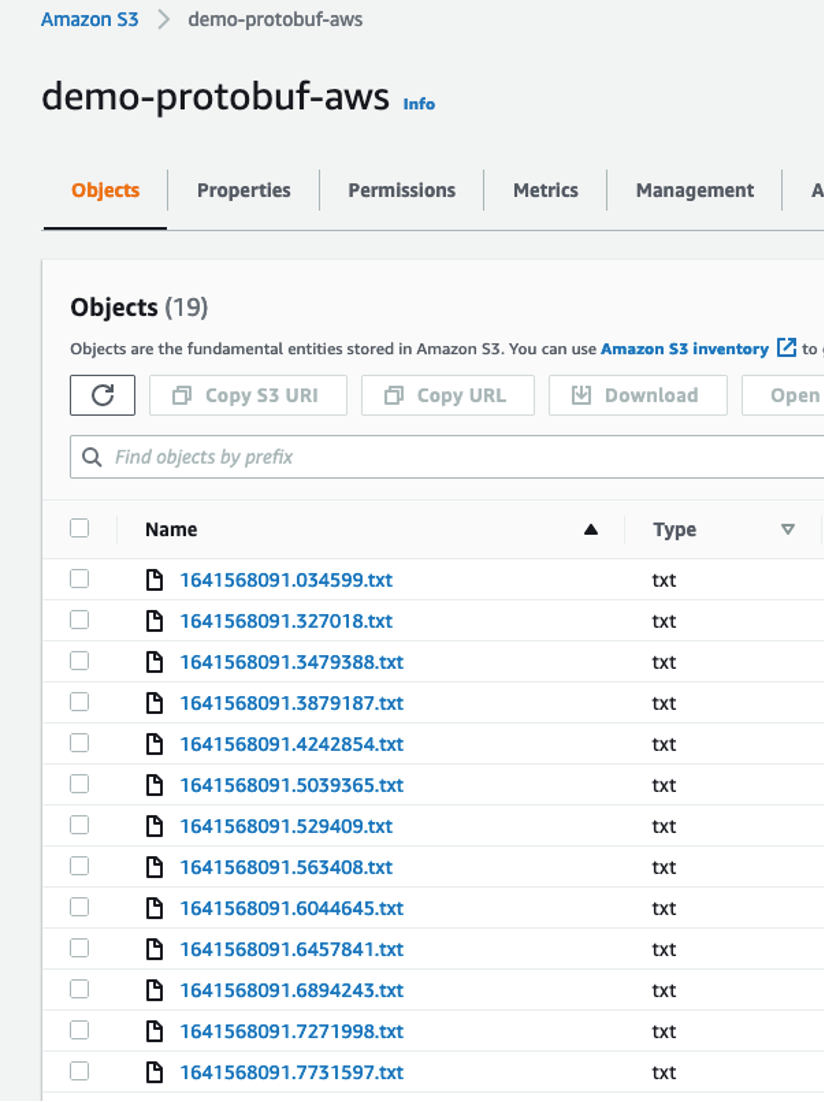 Amazon S3 > demo-protobuf-aws
demo-protobuf-aws Info
Objects Properties Permissions Metrics Management A
Objects (19)
Objects are the fundamental entities stored in Amazon S3. You can use Amazon S3 inventory to
Copy S3 URI Copy URL Download Open
Find objects by prefix
Name Type
1641568091.034599.txt txt
1641568091.327018.txt txt
1641568091.3479388.txt txt
1641568091.3879187.txt txt
1641568091.4242854.txt txt
1641568091.5039365.txt txt
1641568091.529409.txt txt
1641568091.563408.txt txt
1641568091.6044645.txt txt
1641568091.6457841.txt txt
1641568091.6894243.txt txt
1641568091.7271998.txt txt
1641568091.7731597.txt txt